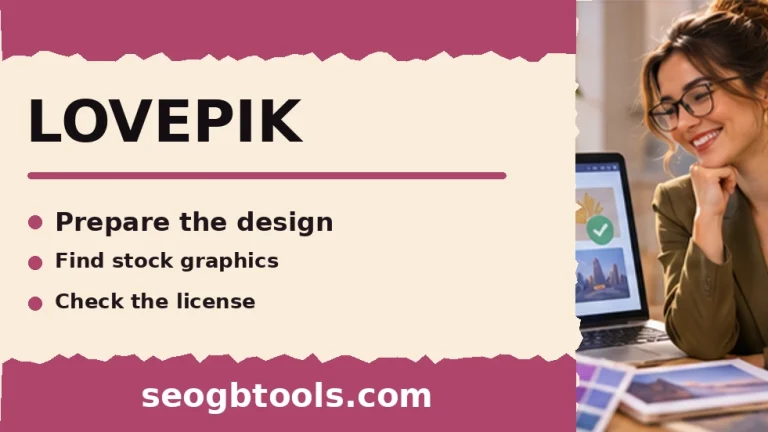 LOVEPIK
Prepare the design
Find stock graphics
Check the license
seogbtools.com